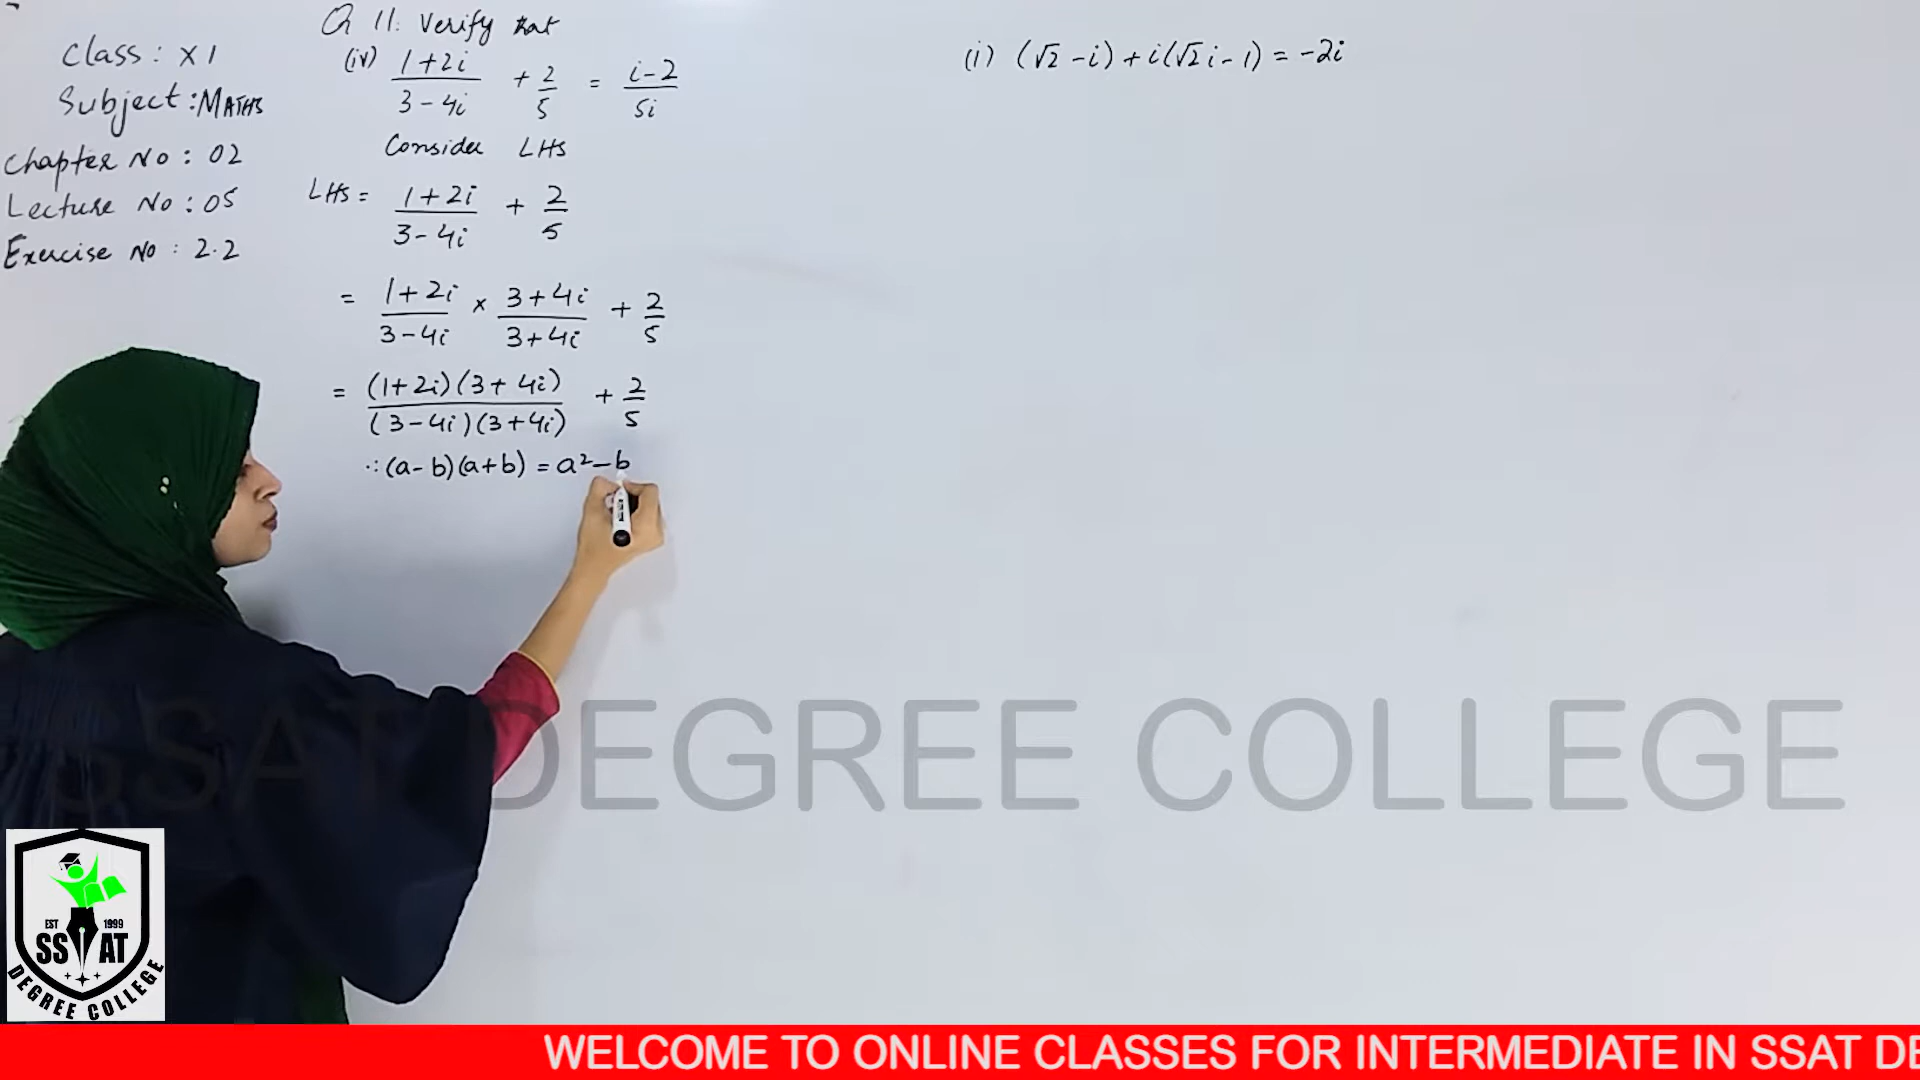 Class: XI
Subject: MATHS
Chapter No: 02
Lecture No: 05
Exercise No: 2.2
Q 11: Verify that
(iv) (1+2i)/(3-4i) + 2/5 = (i-2)/5i
Consider LHS
LHS = (1+2i)/(3-4i) + 2/5
= (1+2i)/(3-4i) × (3+4i)/(3+4i) + 2/5
= (1+2i)(3+4i)/(3-4i)(3+4i) + 2/5
∵ (a-b)(a+b) = a²-b
(i) (√2-i)+i(√2i-1) = -2i
SSAT DEGREE COLLEGE
EST 1999
SSAT
DEGREE COLLEGE
WELCOME TO ONLINE CLASSES FOR INTERMEDIATE IN SSAT DE